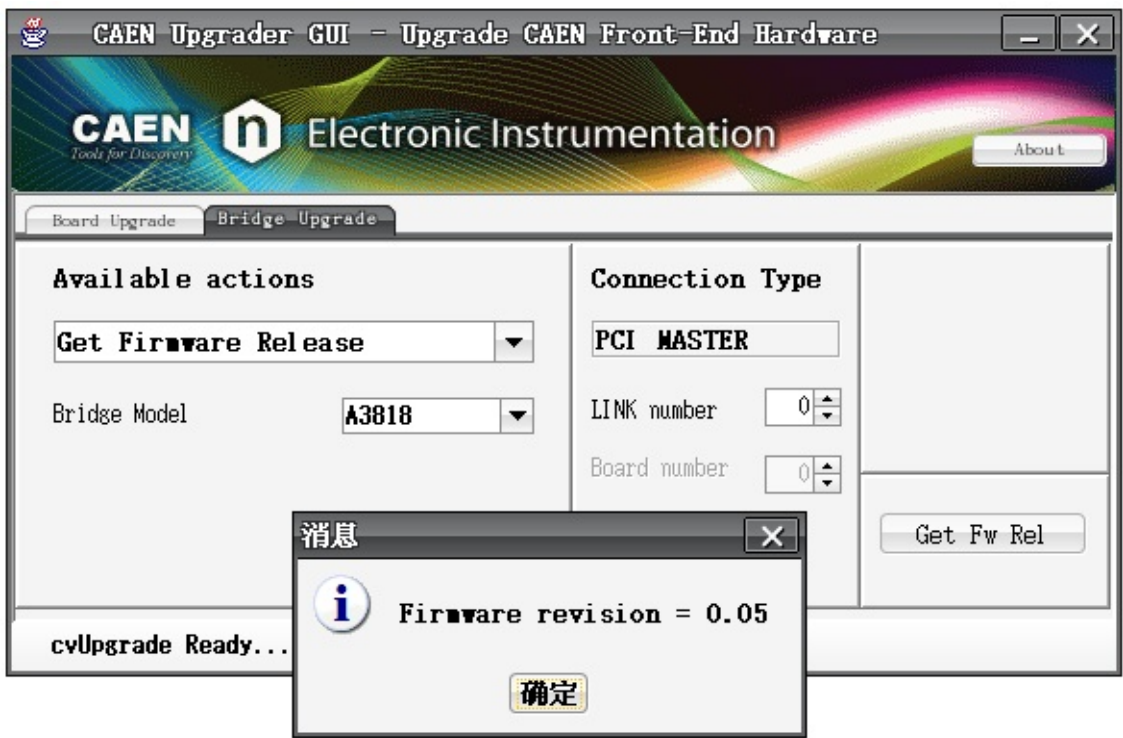 CAEN Upgrader GUI - Upgrade CAEN Front-End Hardware
CAEN n Electronic Instrumentation
Tools for Discovery
About
Board Upgrade Bridge Upgrade
Available actions
Get Firmware Release
Bridge Model A3818
Connection Type
PCI MASTER
LINK number 0
Board number 0
Get Fw Rel
cvUpgrade Ready...
消息
Firmware revision = 0.05
确定